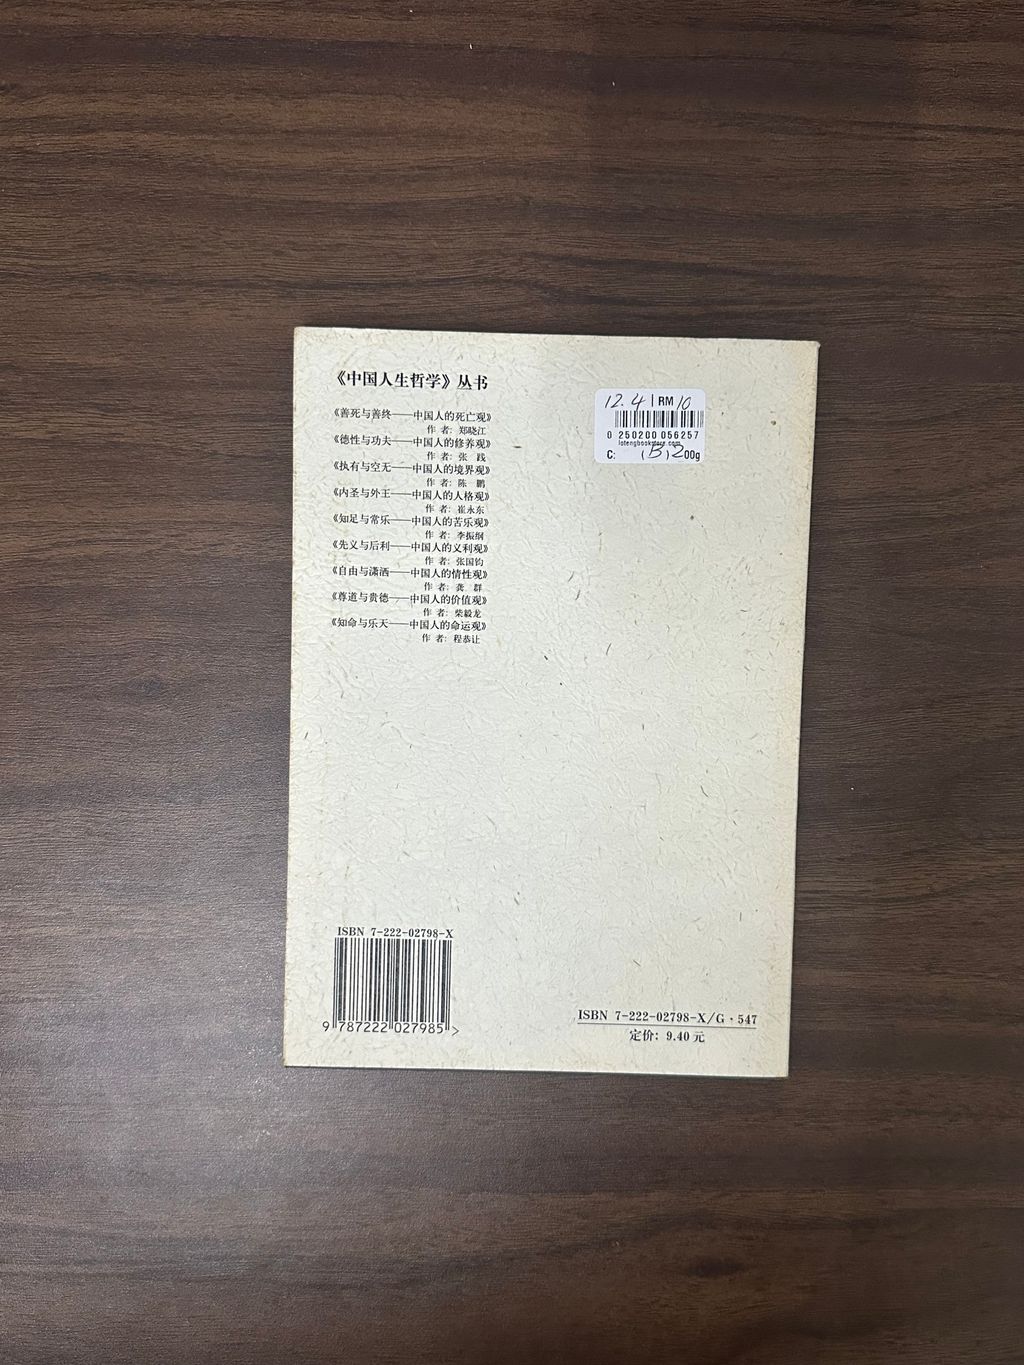 《中国人生哲学》丛书
《善死与善终——中国人的死亡观》
作 者：郑晓江
《德性与功夫——中国人的修养观》
作 者：张 践
《执有与空无——中国人的境界观》
作 者：陈 鹏
《内圣与外王——中国人的人格观》
作 者：崔永东
《知足与常乐——中国人的苦乐观》
作 者：李振纲
《先义与后利——中国人的义利观》
作 者：张国钧
《自由与潇洒——中国人的情性观》
作 者：龚 群
《尊道与贵德——中国人的价值观》
作 者：柴毅龙
《知命与乐天——中国人的命运观》
作 者：程恭让
12.4 RM 10
0 250200 056257
lotengbookstore.com
C: (B) 200g
ISBN 7-222-02798-X
9 787222 027985 >
ISBN 7-222-02798-X/G·547
定价：9.40 元